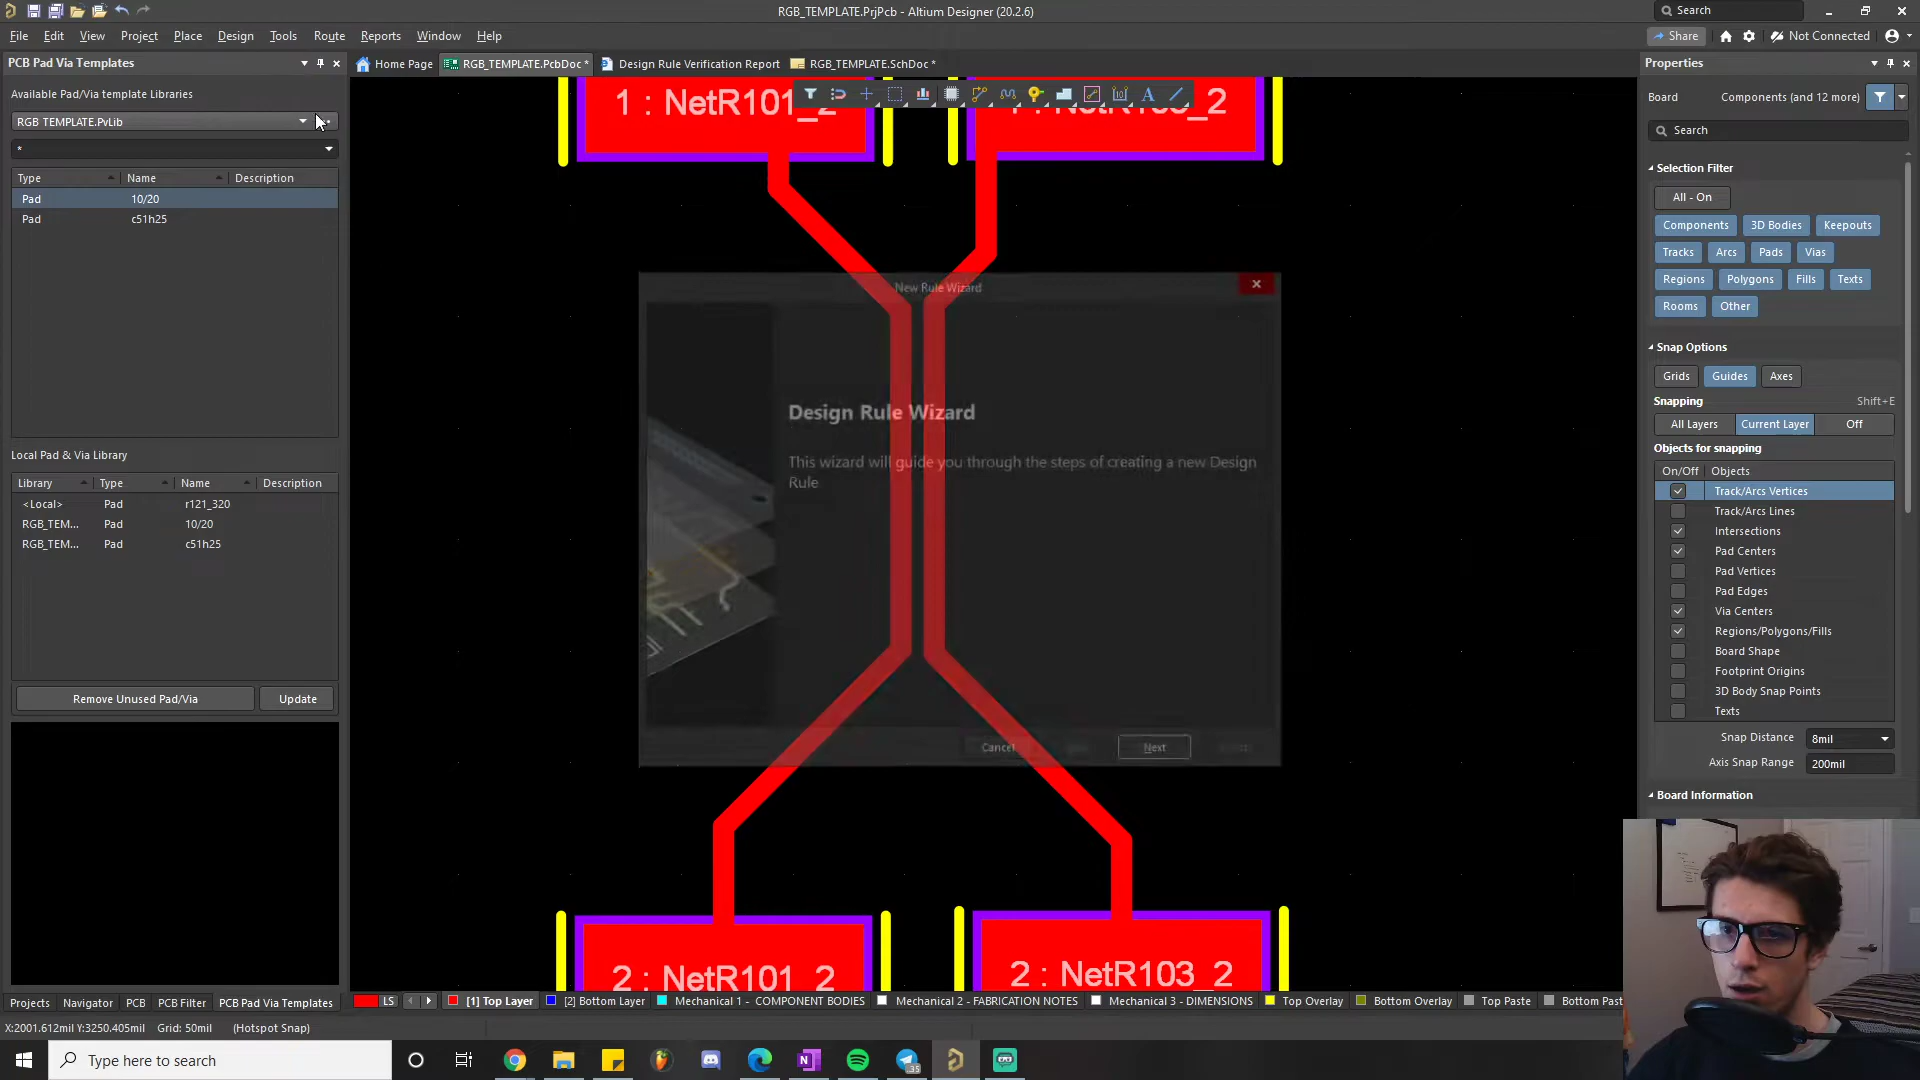 RGB_TEMPLATE.PrjPcb - Altium Designer (20.2.6)
Search
File Edit View Project Place Design Tools Route Reports Window Help
Share
Not Connected
PCB Pad Via Templates
Home Page
RGB_TEMPLATE.PcbDoc *
Design Rule Verification Report
RGB_TEMPLATE.SchDoc *
Properties
Available Pad/Via template Libraries
RGB TEMPLATE.PvLib
*
Type Name Description
Pad 10/20
Pad c51h25
Local Pad & Via Library
Library Type Name Description
<Local> Pad r121_320
RGB_TEM... Pad 10/20
RGB_TEM... Pad c51h25
Remove Unused Pad/Via
Update
1 : NetR101_2
New Rule Wizard
Design Rule Wizard
This wizard will guide you through the steps of creating a new Design
Rule
Cancel
Next
2 : NetR101_2
2 : NetR103_2
Board
Components (and 12 more)
Search
Selection Filter
All - On
Components 3D Bodies Keepouts
Tracks Arcs Pads Vias
Regions Polygons Fills Texts
Rooms Other
Snap Options
Grids Guides Axes
Snapping Shift+E
All Layers Current Layer Off
Objects for snapping
On/Off Objects
Track/Arcs Vertices
Track/Arcs Lines
Intersections
Pad Centers
Pad Vertices
Pad Edges
Via Centers
Regions/Polygons/Fills
Board Shape
Footprint Origins
3D Body Snap Points
Texts
Snap Distance 8mil
Axis Snap Range 200mil
Board Information
Projects Navigator PCB PCB Filter PCB Pad Via Templates
LS
[1] Top Layer
[2] Bottom Layer
Mechanical 1 - COMPONENT BODIES
Mechanical 2 - FABRICATION NOTES
Mechanical 3 - DIMENSIONS
Top Overlay
Bottom Overlay
Top Paste
Bottom Past
X:2001.612mil Y:3250.405mil Grid: 50mil (Hotspot Snap)
Type here to search
35